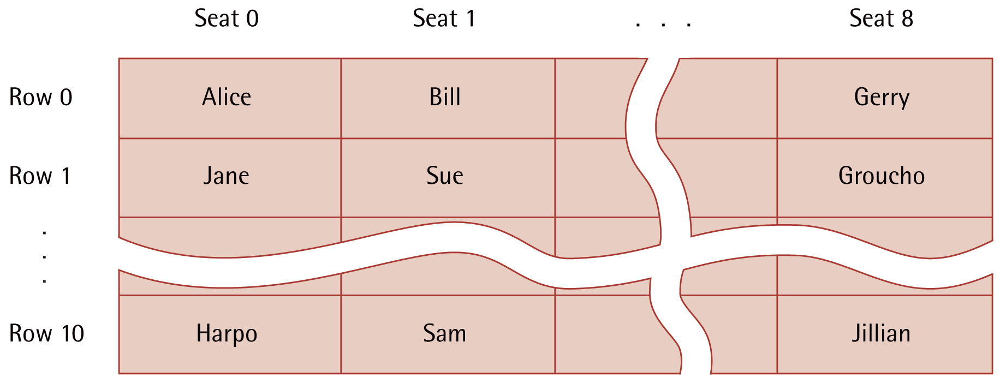 Seat 0 Seat 1 . . . Seat 8
Row 0 Alice Bill Gerry
Row 1 Jane Sue Groucho
.
.
.
Row 10 Harpo Sam Jillian